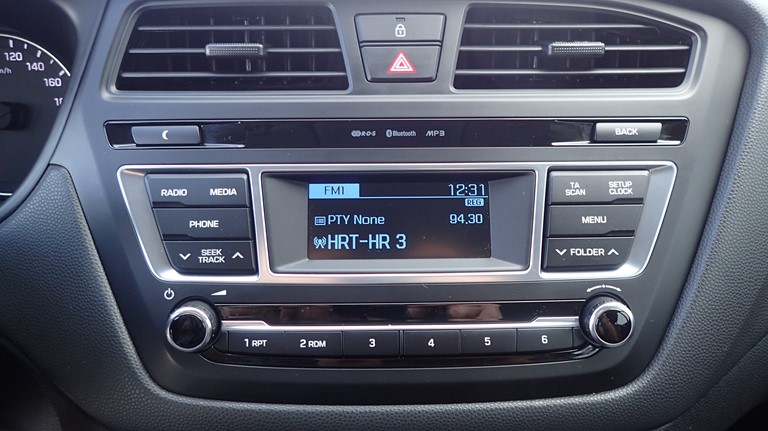 120
140
160
km/h
R·D·S Bluetooth MP3
BACK
RADIO MEDIA
PHONE
SEEK
TRACK
FM1 12:31
REG
PTY None 94.30
HRT-HR 3
TA
SCAN
SETUP
CLOCK
MENU
FOLDER
1 RPT 2 RDM 3 4 5 6